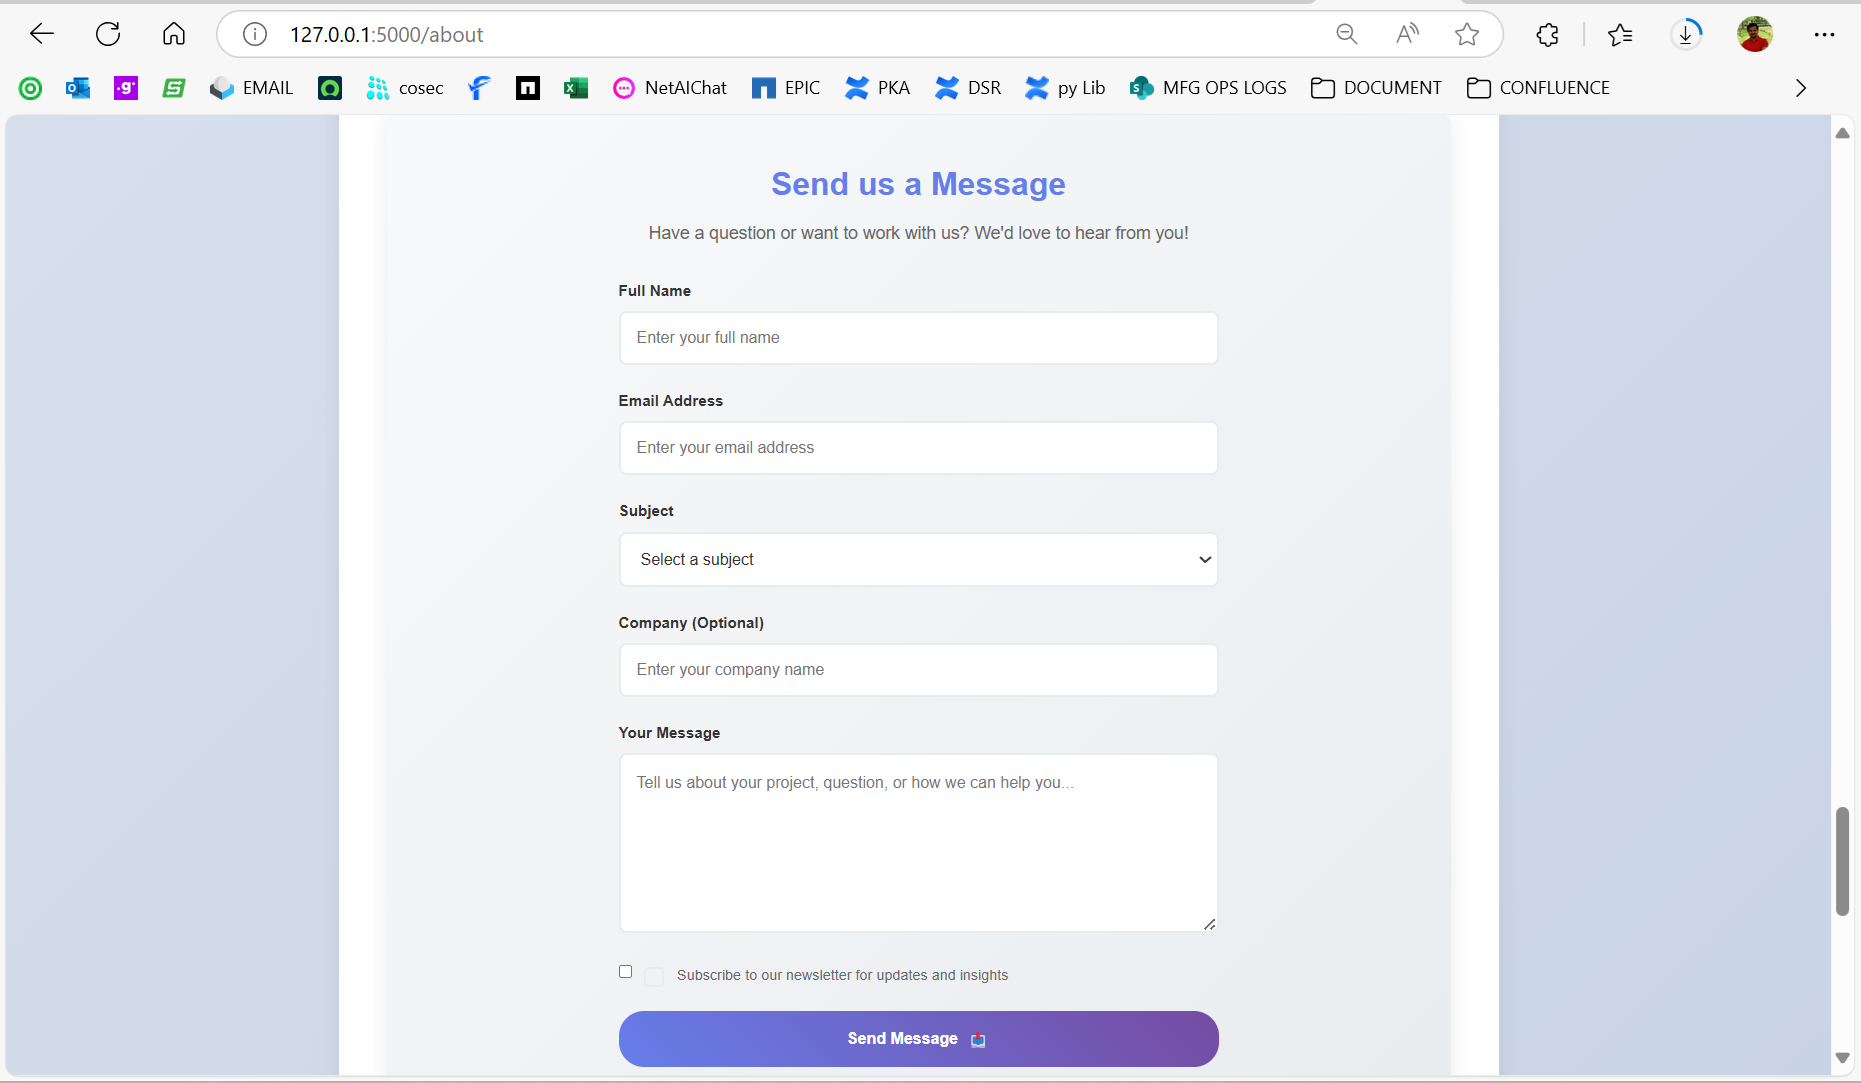 127.0.0.1:5000/about
EMAIL
cosec
NetAIChat
EPIC
PKA
DSR
py Lib
MFG OPS LOGS
DOCUMENT
CONFLUENCE
Send us a Message
Have a question or want to work with us? We'd love to hear from you!
Full Name
Enter your full name
Email Address
Enter your email address
Subject
Select a subject
Company (Optional)
Enter your company name
Your Message
Tell us about your project, question, or how we can help you...
Subscribe to our newsletter for updates and insights
Send Message